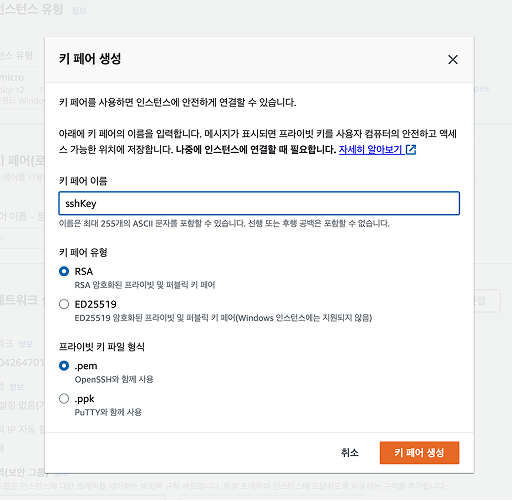 인스턴스 유형 정보
스 유형
micro
키 페어 생성
키 페어를 사용하면 인스턴스에 안전하게 연결할 수 있습니다.
아래에 키 페어의 이름을 입력합니다. 메시지가 표시되면 프라이빗 키를 사용자 컴퓨터의 안전하고 액세
스 가능한 위치에 저장합니다. 나중에 인스턴스에 연결할 때 필요합니다. 자세히 알아보기
키 페어 이름
sshKey
이름은 최대 255개의 ASCII 문자를 포함할 수 있습니다. 선행 또는 후행 공백은 포함할 수 없습니다.
키 페어 유형
RSA
RSA 암호화된 프라이빗 및 퍼블릭 키 페어
ED25519
ED25519 암호화된 프라이빗 및 퍼블릭 키 페어(Windows 인스턴스에는 지원되지 않음)
프라이빗 키 파일 형식
.pem
OpenSSH와 함께 사용
.ppk
PuTTY와 함께 사용
취소
키 페어 생성